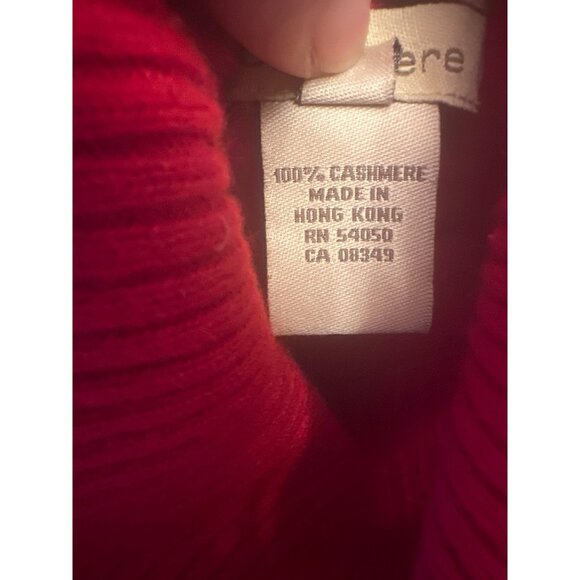 ere
100% CASHMERE
MADE IN
HONG KONG
RN 54050
CA 08349